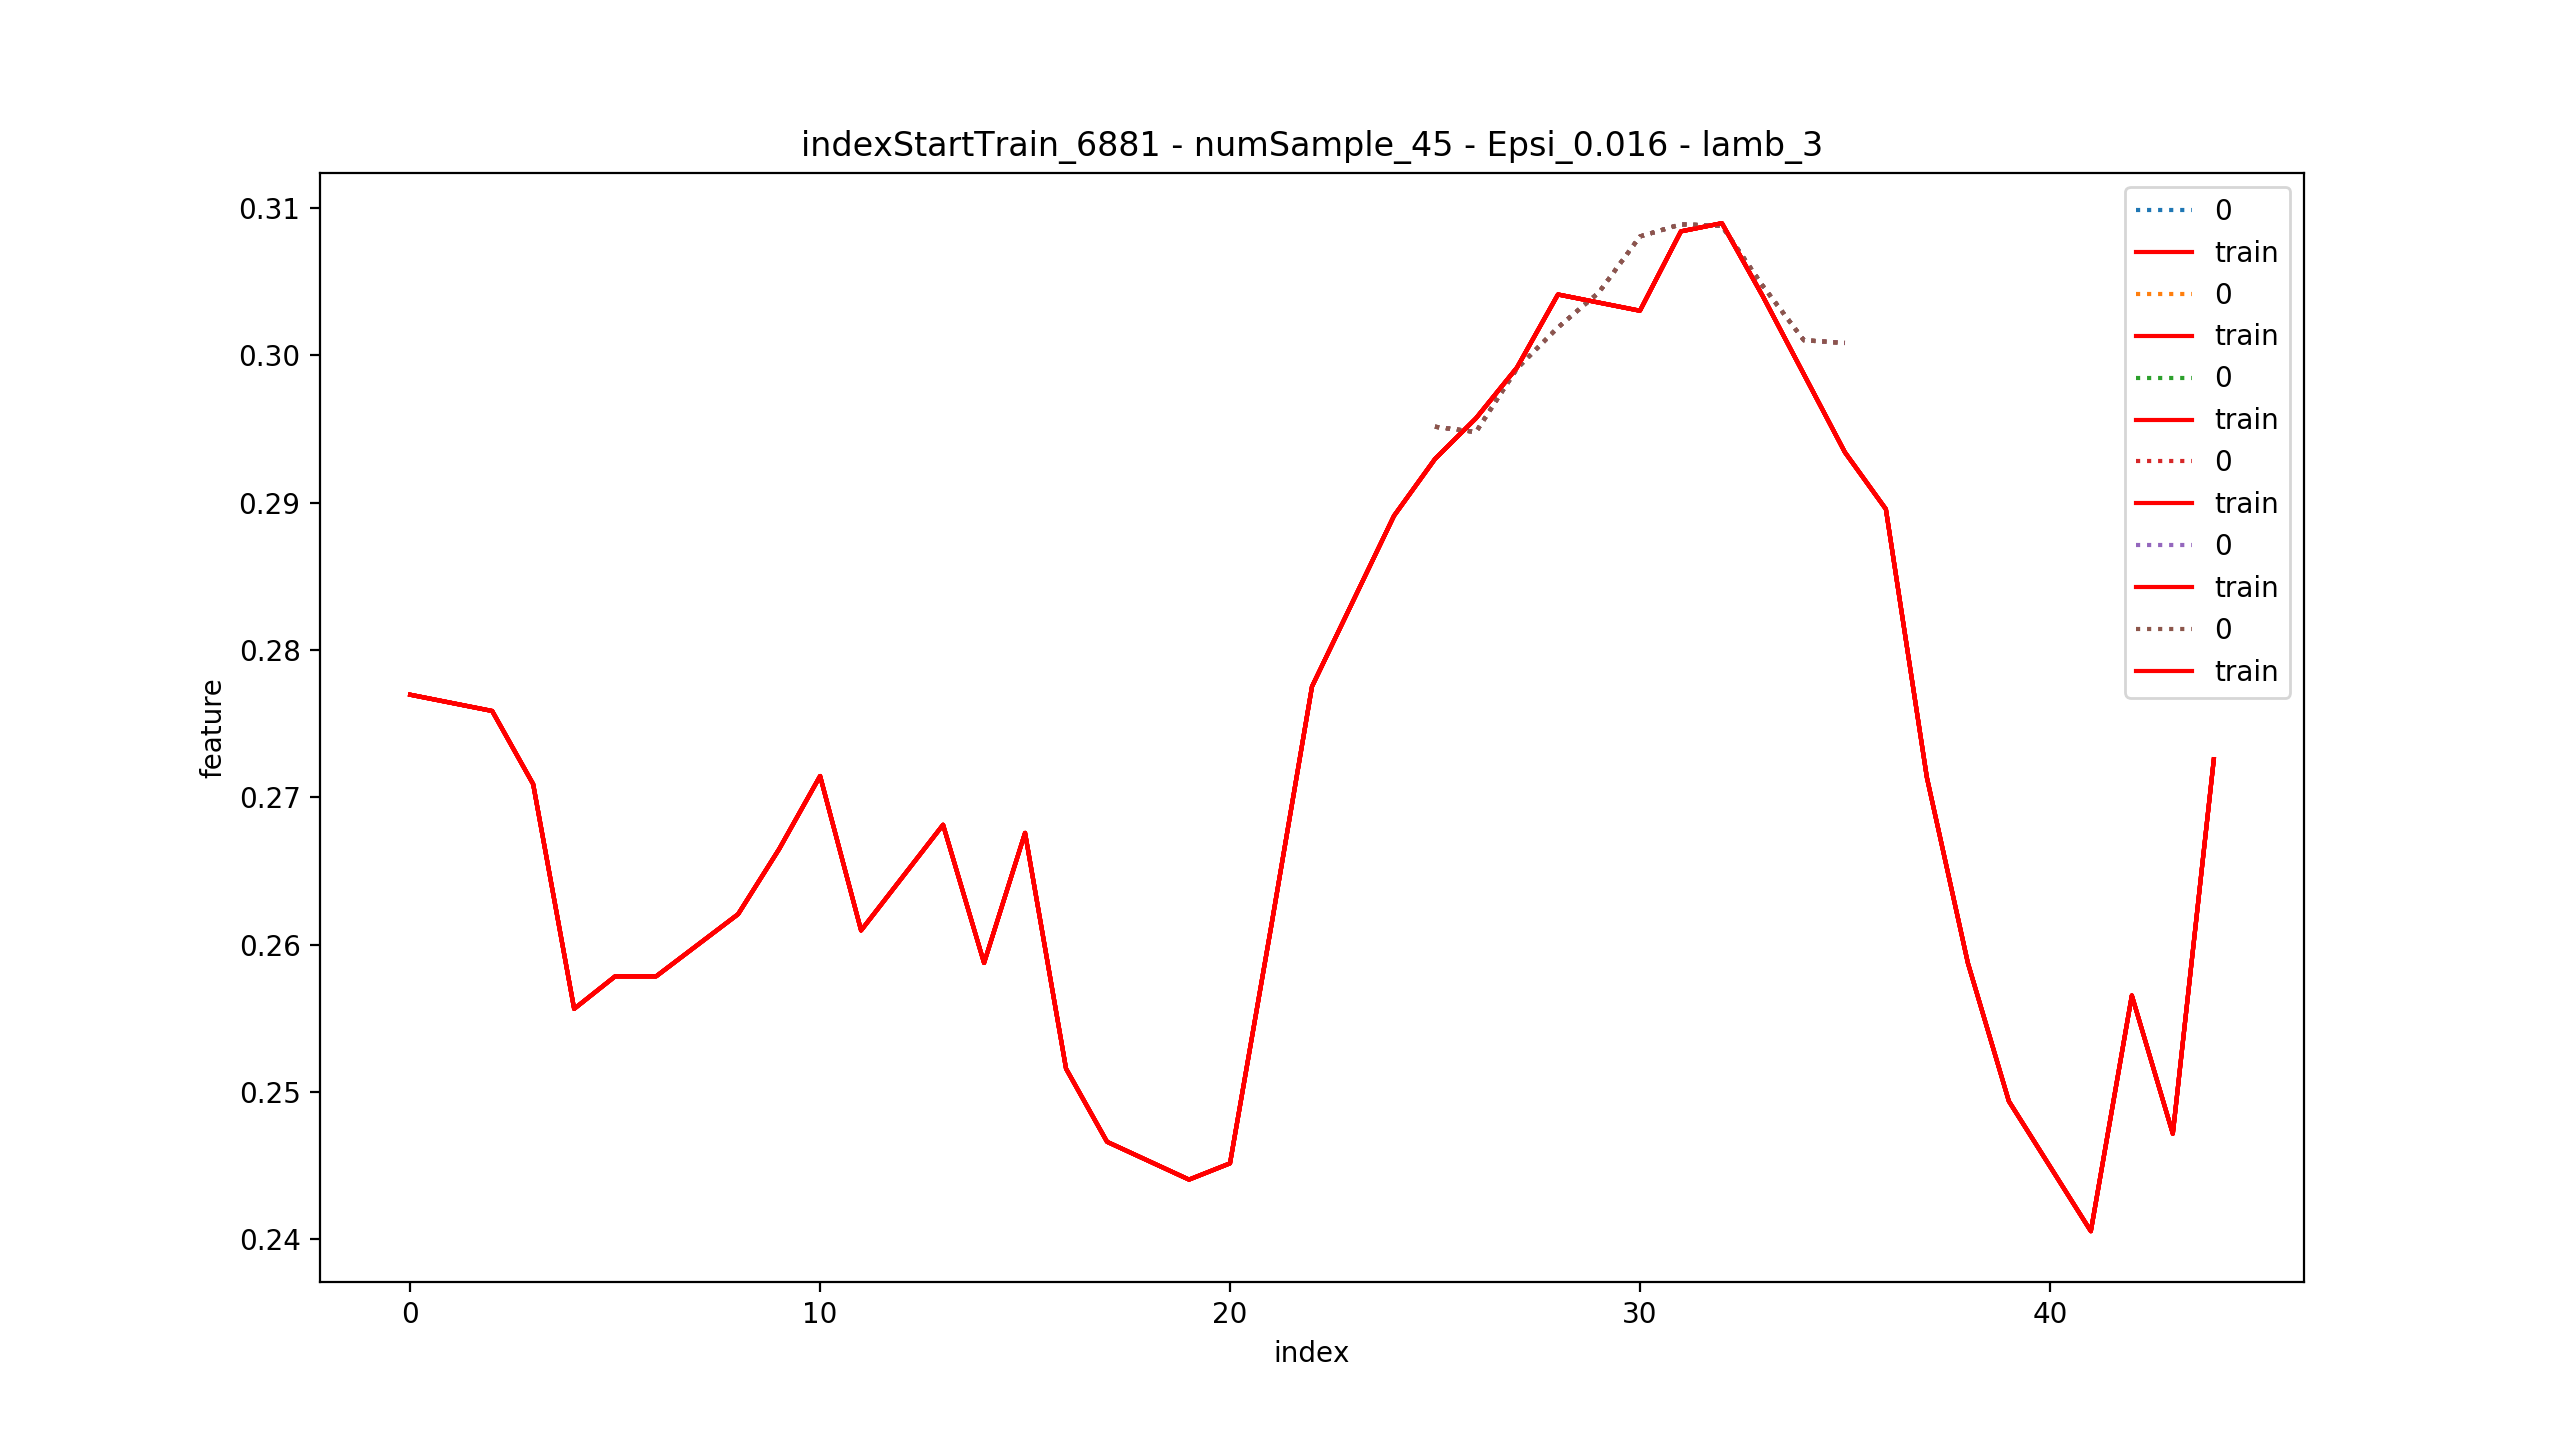 indexStartTrain_6881 - numSample_45 - Epsi_0.016 - lamb_3
0.31
0.30
0.29
0.28
0.27
0.26
0.25
0.24
feature
0
train
0
train
0
train
0
train
0
train
0
train
0 10 20 30 40
index